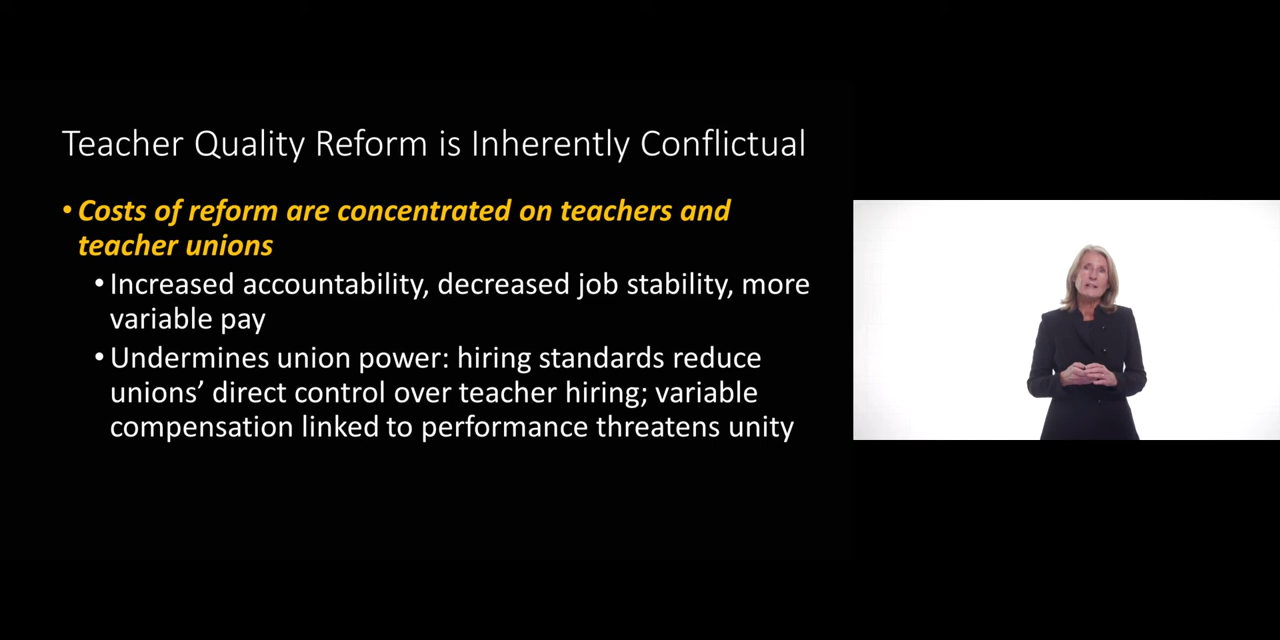 Teacher Quality Reform is Inherently Conflictual
• Costs of reform are concentrated on teachers and
teacher unions
• Increased accountability, decreased job stability, more
variable pay
• Undermines union power: hiring standards reduce
unions’ direct control over teacher hiring; variable
compensation linked to performance threatens unity